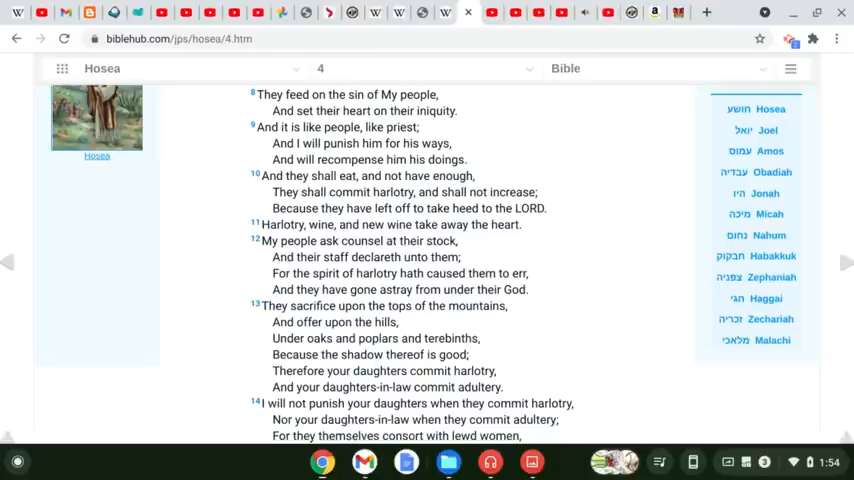 biblehub.com/jps/hosea/4.htm
2
Hosea
4
Bible
Hosea
8 They feed on the sin of My people,
And set their heart on their iniquity.
9 And it is like people, like priest;
And I will punish him for his ways,
And will recompense him his doings.
10 And they shall eat, and not have enough,
They shall commit harlotry, and shall not increase;
Because they have left off to take heed to the LORD.
11 Harlotry, wine, and new wine take away the heart.
12 My people ask counsel at their stock,
And their staff declareth unto them;
For the spirit of harlotry hath caused them to err,
And they have gone astray from under their God.
13 They sacrifice upon the tops of the mountains,
And offer upon the hills,
Under oaks and poplars and terebinths,
Because the shadow thereof is good;
Therefore your daughters commit harlotry,
And your daughters-in-law commit adultery.
14 I will not punish your daughters when they commit harlotry,
Nor your daughters-in-law when they commit adultery;
For they themselves consort with lewd women,
הושע Hosea
יואל Joel
עמוס Amos
עבדיה Obadiah
היו Jonah
מיכה Micah
נחום Nahum
חבקוק Habakkuk
צפניה Zephaniah
חגי Haggai
זכריה Zechariah
מלאכי Malachi
3
1:54